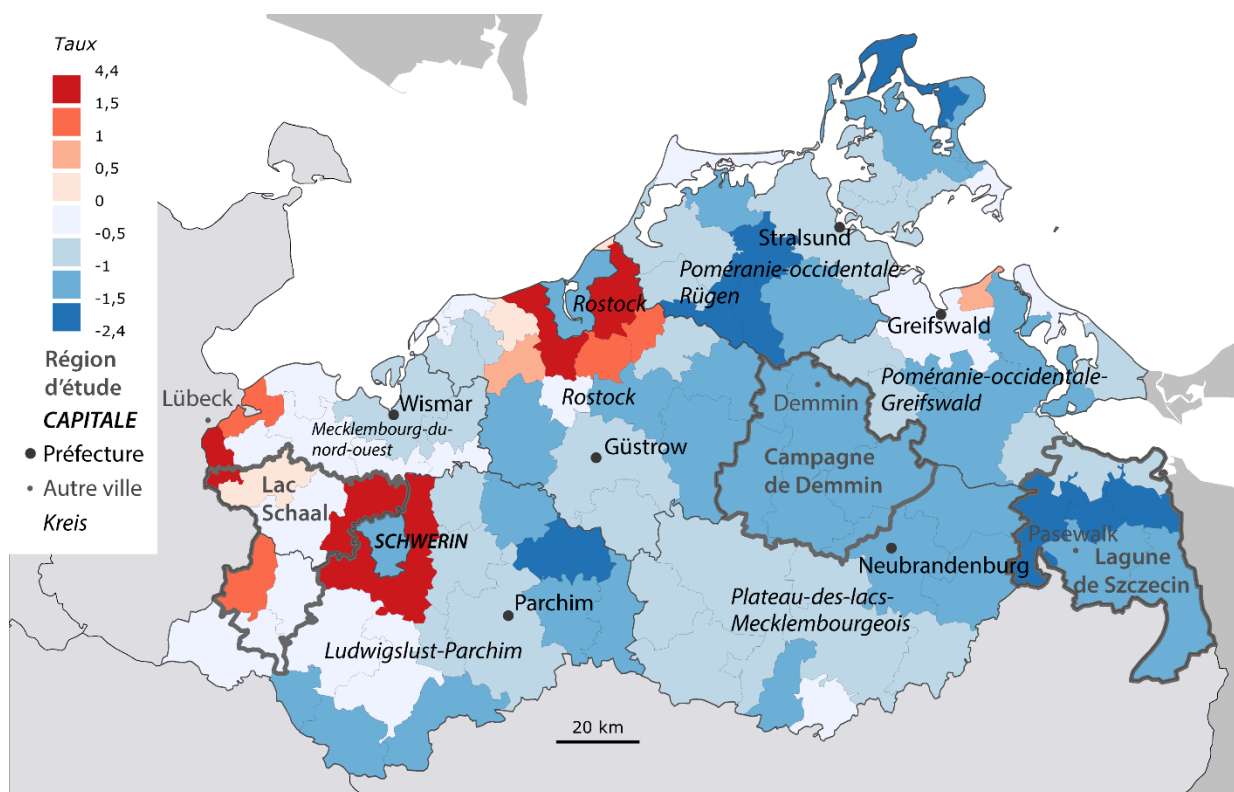 Taux
4,4
1,5
1
0,5
0
-0,5
-1
-1,5
-2,4
Région
d'étude
CAPITALE
Préfecture
Autre ville
Kreis
Lübeck
Wismar
Mecklembourg-du-
nord-ouest
Lac
Schaal
SCHWERIN
Ludwigslust-Parchim
Parchim
Rostock
Rostock
Güstrow
Stralsund
Poméranie-occidentale-
Rügen
Greifswald
Poméranie-occidentale-
Greifswald
Demmin
Campagne
de Demmin
Neubrandenburg
Plateau-des-lacs-
Mecklembourgeois
Pasewalk
Lagune
de Szczecin
20 km